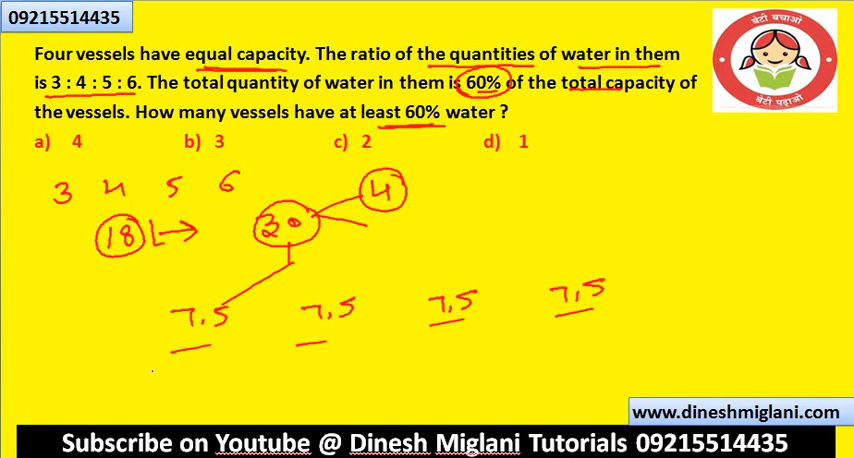 09215514435
बेटी बचाओ
Four vessels have equal capacity. The ratio of the quantities of water in them
is 3 : 4 : 5 : 6. The total quantity of water in them is 60% of the total capacity of
the vessels. How many vessels have at least 60% water ?
बेटी पढ़ाओ
a) 4 b) 3 c) 2 d) 1
3 4 5 6 4
18 30
7.5 7.5 7.5 7.5
www.dineshmiglani.com
Subscribe on Youtube @ Dinesh Miglani Tutorials 09215514435